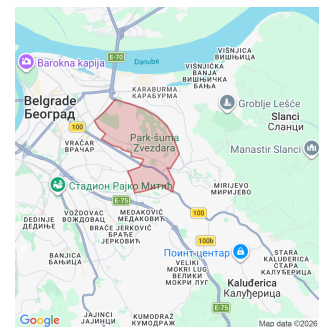 E-70
Danube
VIŠNJICA
ВИШЊИЦА
Barokna kapija
VIŠNJIČKA
BANJA
ВИШЊИЧКА
БАЊА
KARABURMA
КАРАБУРМА
Belgrade
Београд
Groblje Lešće
100
Park-šuma
Zvezdara
Slanci
Сланци
VRAČAR
ВРАЧАР
Manastir Slanci
Стадион Рајко Митић
MIRIJEVO
МИРИЈЕВО
E-75
VOŽDOVAC
ВОЖДОВАЦ
MEDAKOVIĆ
МЕДАКОВИЋ
100
DEDINJE
ДЕДИЊЕ
BRAĆE JERKOVIĆ
БРАЋЕ
ЈЕРКОВИЋ
100b
Поинт центар
BANJICA
БАЊИЦА
E-75
VELIKI
MOKRI LUG
ВЕЛИКИ
МОКРИ ЛУГ
STARA
KALUĐERICA
СТАРА
КАЛУЂЕРИЦА
Kaluđerica
Калуђерица
JAJINCI
ЈАЈИНЦИ
KUMODRAŽ
КУМОДРАЖ
Google
Map data ©2026